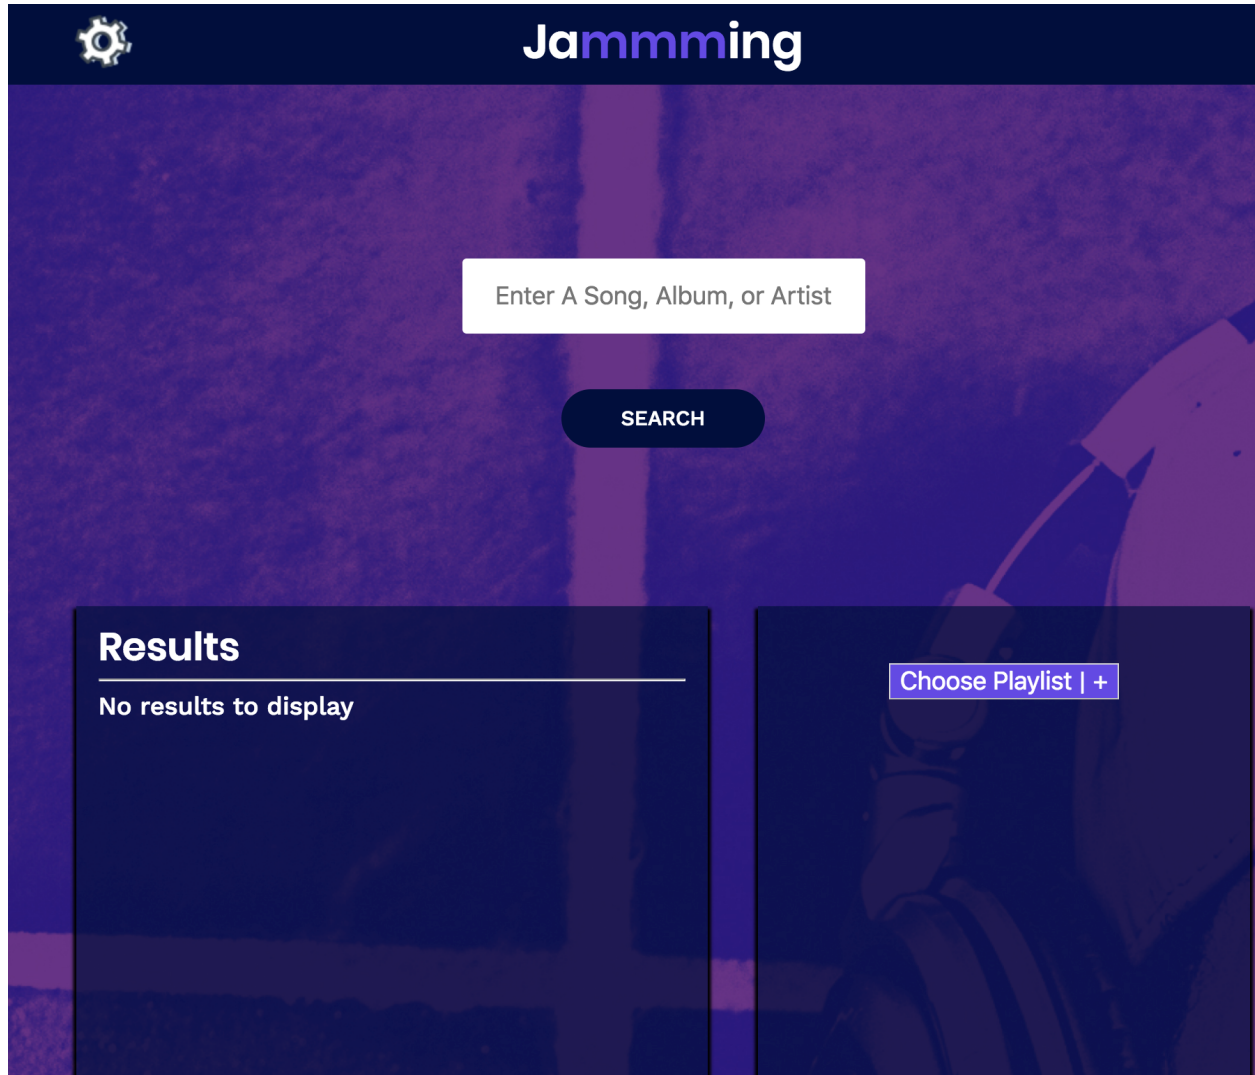 Jammming
Enter A Song, Album, or Artist
SEARCH
Results
No results to display
Choose Playlist | +